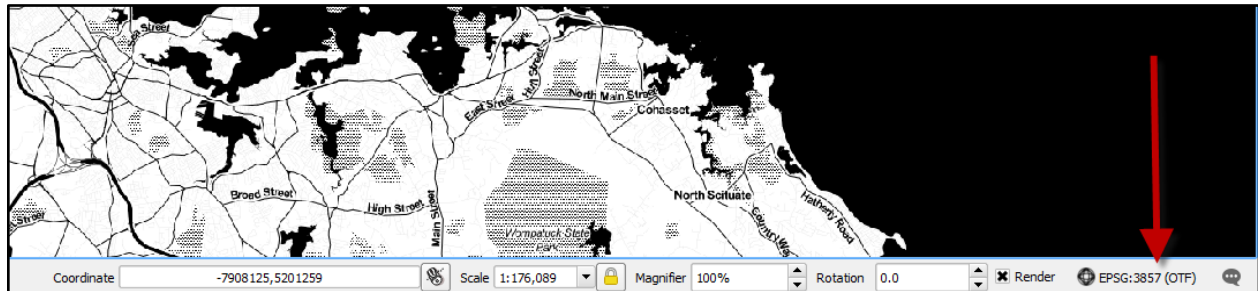 Sea Street
Hull Street
North Main Street
East Street
Cohasset
Broad Street
High Street
Main Street
North Scituate
Hatherly Road
Country Way
Street
Wompatuck State
Park
Coordinate -7908125,5201259 Scale 1:176,089 Magnifier 100% Rotation 0.0 Render EPSG:3857 (OTF)